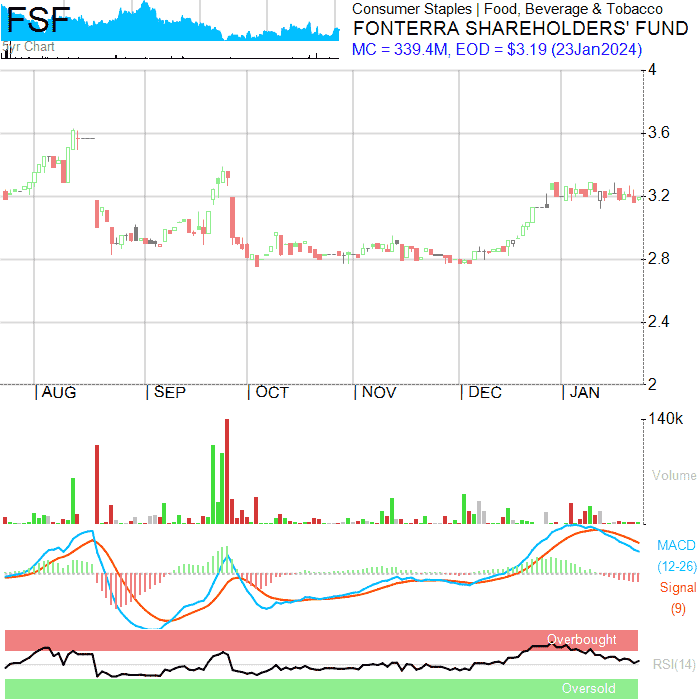 FSF
5yr Chart
Consumer Staples | Food, Beverage & Tobacco
FONTERRA SHAREHOLDERS' FUND
MC = 339.4M, EOD = $3.19 (23Jan2024)
4
3.6
3.2
2.8
2.4
2
| AUG | SEP | OCT | NOV | DEC | JAN
140k
Volume
MACD
(12-26)
Signal
(9)
Overbought
RSI(14)
Oversold